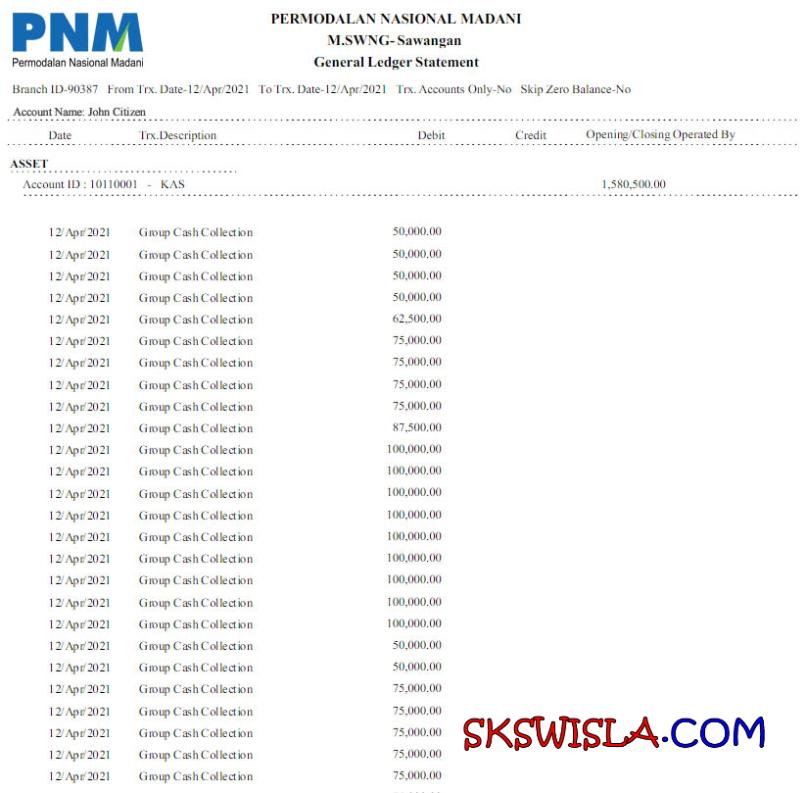 PNM
Permodalan Nasional Madani
PERMODALAN NASIONAL MADANI
M.SWNG- Sawangan
General Ledger Statement
Branch ID-90387 From Trx. Date-12/Apr/2021 To Trx. Date-12/Apr/2021 Trx. Accounts Only-No Skip Zero Balance-No
Account Name: John Citizen
Date Trx.Description Debit Credit Opening/Closing Operated By
ASSET
Account ID : 10110001 - KAS 1,580,500.00
12/Apr/2021 Group Cash Collection 50,000.00
12/Apr/2021 Group Cash Collection 50,000.00
12/Apr/2021 Group Cash Collection 50,000.00
12/Apr/2021 Group Cash Collection 50,000.00
12/Apr/2021 Group Cash Collection 62,500.00
12/Apr/2021 Group Cash Collection 75,000.00
12/Apr/2021 Group Cash Collection 75,000.00
12/Apr/2021 Group Cash Collection 75,000.00
12/Apr/2021 Group Cash Collection 75,000.00
12/Apr/2021 Group Cash Collection 87,500.00
12/Apr/2021 Group Cash Collection 100,000.00
12/Apr/2021 Group Cash Collection 100,000.00
12/Apr/2021 Group Cash Collection 100,000.00
12/Apr/2021 Group Cash Collection 100,000.00
12/Apr/2021 Group Cash Collection 100,000.00
12/Apr/2021 Group Cash Collection 100,000.00
12/Apr/2021 Group Cash Collection 100,000.00
12/Apr/2021 Group Cash Collection 100,000.00
12/Apr/2021 Group Cash Collection 100,000.00
12/Apr/2021 Group Cash Collection 50,000.00
12/Apr/2021 Group Cash Collection 50,000.00
12/Apr/2021 Group Cash Collection 75,000.00
12/Apr/2021 Group Cash Collection 75,000.00
12/Apr/2021 Group Cash Collection 75,000.00
12/Apr/2021 Group Cash Collection 75,000.00
12/Apr/2021 Group Cash Collection 75,000.00
SKSWISLA.COM